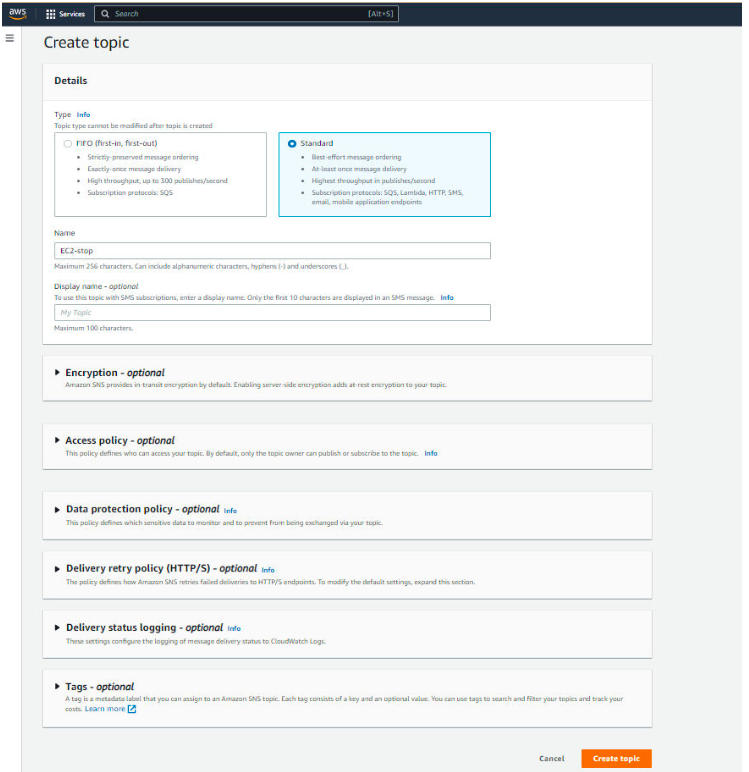 aws
Services
Search
[Alt+S]
Create topic
Details
Type Info
Topic type cannot be modified after topic is created
FIFO (first-in, first-out)
• Strictly-preserved message ordering
• Exactly-once message delivery
• High throughput, up to 300 publishes/second
• Subscription protocols: SQS
Standard
• Best-effort message ordering
• At-least once message delivery
• Highest throughput in publishes/second
• Subscription protocols: SQS, Lambda, HTTP, SMS,
email, mobile application endpoints
Name
EC2-stop
Maximum 256 characters. Can include alphanumeric characters, hyphens (-) and underscores (_).
Display name - optional
To use this topic with SMS subscriptions, enter a display name. Only the first 10 characters are displayed in an SMS message. Info
My Topic
Maximum 100 characters.
Encryption - optional
Amazon SNS provides in-transit encryption by default. Enabling server-side encryption adds at-rest encryption to your topic.
Access policy - optional
This policy defines who can access your topic. By default, only the topic owner can publish or subscribe to the topic. Info
Data protection policy - optional Info
This policy defines which sensitive data to monitor and to prevent from being exchanged via your topic.
Delivery retry policy (HTTP/S) - optional Info
The policy defines how Amazon SNS retries failed deliveries to HTTP/S endpoints. To modify the default settings, expand this section.
Delivery status logging - optional Info
These settings configure the logging of message delivery status to CloudWatch Logs.
Tags - optional
A tag is a metadata label that you can assign to an Amazon SNS topic. Each tag consists of a key and an optional value. You can use tags to search and filter your topics and track your
costs. Learn more
Cancel
Create topic